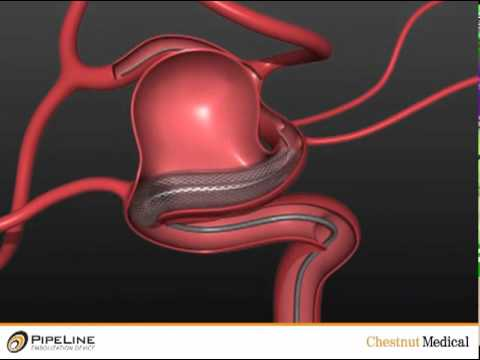 PIPELINE
EMBOLIZATION DEVICE
Chestnut Medical